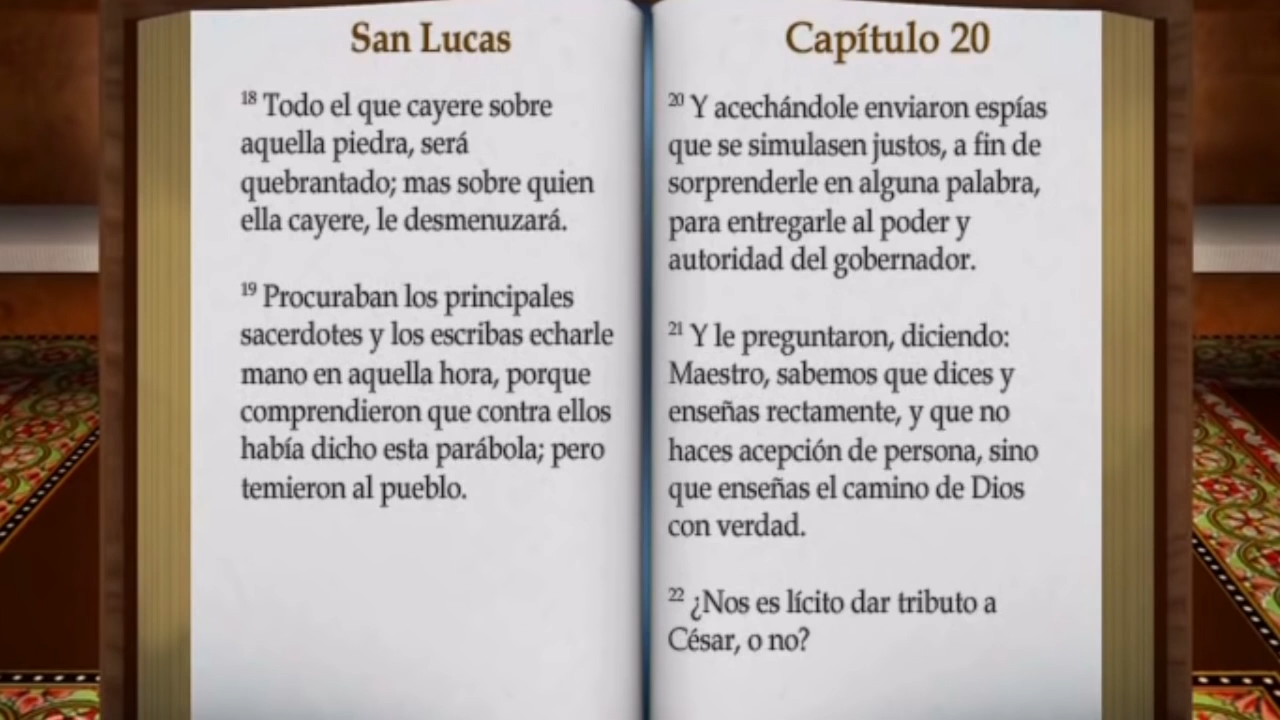 San Lucas
18 Todo el que cayere sobre
aquella piedra, será
quebrantado; mas sobre quien
ella cayere, le desmenuzará.
19 Procuraban los principales
sacerdotes y los escribas echarle
mano en aquella hora, porque
comprendieron que contra ellos
había dicho esta parábola; pero
temieron al pueblo.
Capítulo 20
20 Y acechándole enviaron espías
que se simulasen justos, a fin de
sorprenderle en alguna palabra,
para entregarle al poder y
autoridad del gobernador.
21 Y le preguntaron, diciendo:
Maestro, sabemos que dices y
enseñas rectamente, y que no
haces acepción de persona, sino
que enseñas el camino de Dios
con verdad.
22 ¿Nos es lícito dar tributo a
César, o no?